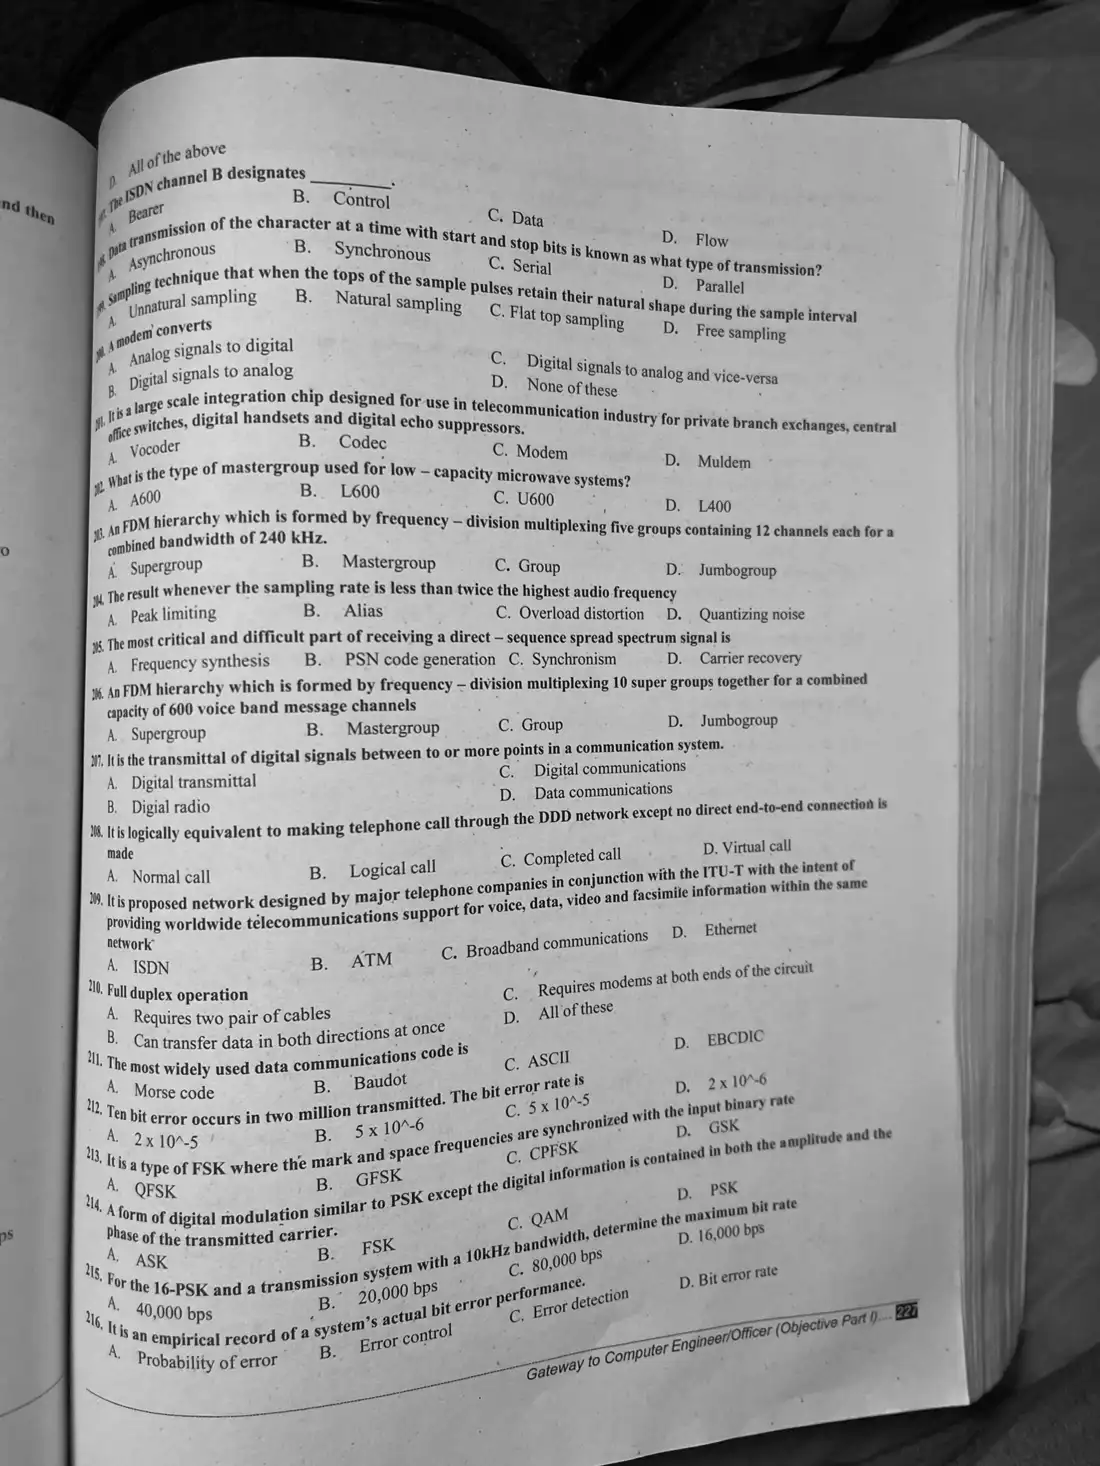 nd then
o
ps
D. All of the above
The ISDN channel B designates ________.
A. Bearer B. Control C. Data D. Flow
Data transmission of the character at a time with start and stop bits is known as what type of transmission?
A. Asynchronous B. Synchronous C. Serial D. Parallel
Sampling technique that when the tops of the sample pulses retain their natural shape during the sample interval
A. Unnatural sampling B. Natural sampling C. Flat top sampling D. Free sampling
200. A modem converts
A. Analog signals to digital C. Digital signals to analog and vice-versa
B. Digital signals to analog D. None of these
201. It is a large scale integration chip designed for use in telecommunication industry for private branch exchanges, central
office switches, digital handsets and digital echo suppressors.
A. Vocoder B. Codec C. Modem D. Muldem
202. What is the type of mastergroup used for low – capacity microwave systems?
A. A600 B. L600 C. U600 D. L400
203. An FDM hierarchy which is formed by frequency – division multiplexing five groups containing 12 channels each for a
combined bandwidth of 240 kHz.
A. Supergroup B. Mastergroup C. Group D. Jumbogroup
204. The result whenever the sampling rate is less than twice the highest audio frequency
A. Peak limiting B. Alias C. Overload distortion D. Quantizing noise
205. The most critical and difficult part of receiving a direct – sequence spread spectrum signal is
A. Frequency synthesis B. PSN code generation C. Synchronism D. Carrier recovery
206. An FDM hierarchy which is formed by frequency – division multiplexing 10 super groups together for a combined
capacity of 600 voice band message channels
A. Supergroup B. Mastergroup C. Group D. Jumbogroup
207. It is the transmittal of digital signals between to or more points in a communication system.
A. Digital transmittal C. Digital communications
B. Digial radio D. Data communications
208. It is logically equivalent to making telephone call through the DDD network except no direct end-to-end connection is
made
A. Normal call B. Logical call C. Completed call D. Virtual call
209. It is proposed network designed by major telephone companies in conjunction with the ITU-T with the intent of
providing worldwide telecommunications support for voice, data, video and facsimile information within the same
network
A. ISDN B. ATM C. Broadband communications D. Ethernet
210. Full duplex operation
A. Requires two pair of cables C. Requires modems at both ends of the circuit
B. Can transfer data in both directions at once D. All of these
211. The most widely used data communications code is
A. Morse code B. Baudot C. ASCII D. EBCDIC
212. Ten bit error occurs in two million transmitted. The bit error rate is
A. 2 x 10^-5 B. 5 x 10^-6 C. 5 x 10^-5 D. 2 x 10^-6
213. It is a type of FSK where the mark and space frequencies are synchronized with the input binary rate
A. QFSK B. GFSK C. CPFSK D. GSK
214. A form of digital modulation similar to PSK except the digital information is contained in both the amplitude and the
phase of the transmitted carrier.
A. ASK B. FSK C. QAM D. PSK
215. For the 16-PSK and a transmission system with a 10kHz bandwidth, determine the maximum bit rate
A. 40,000 bps B. 20,000 bps C. 80,000 bps D. 16,000 bps
216. It is an empirical record of a system's actual bit error performance.
A. Probability of error B. Error control C. Error detection D. Bit error rate
Gateway to Computer Engineer/Officer (Objective Part I).... 227